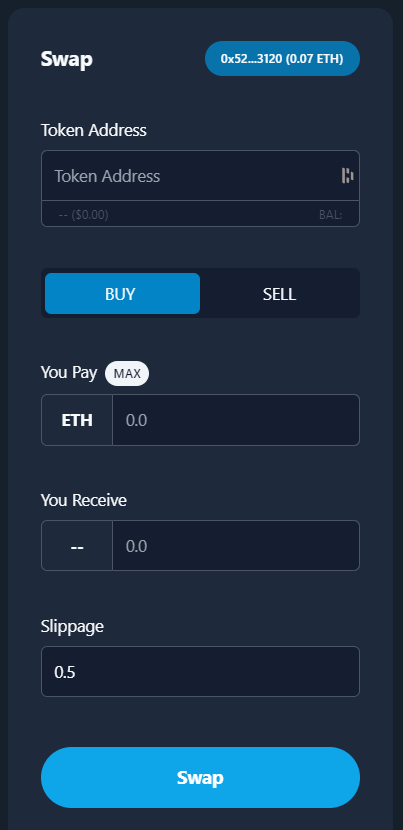 Swap
0x52...3120 (0.07 ETH)
Token Address
Token Address
-- ($0.00)
BAL:
BUY
SELL
You Pay MAX
ETH 0.0
You Receive
-- 0.0
Slippage
0.5
Swap